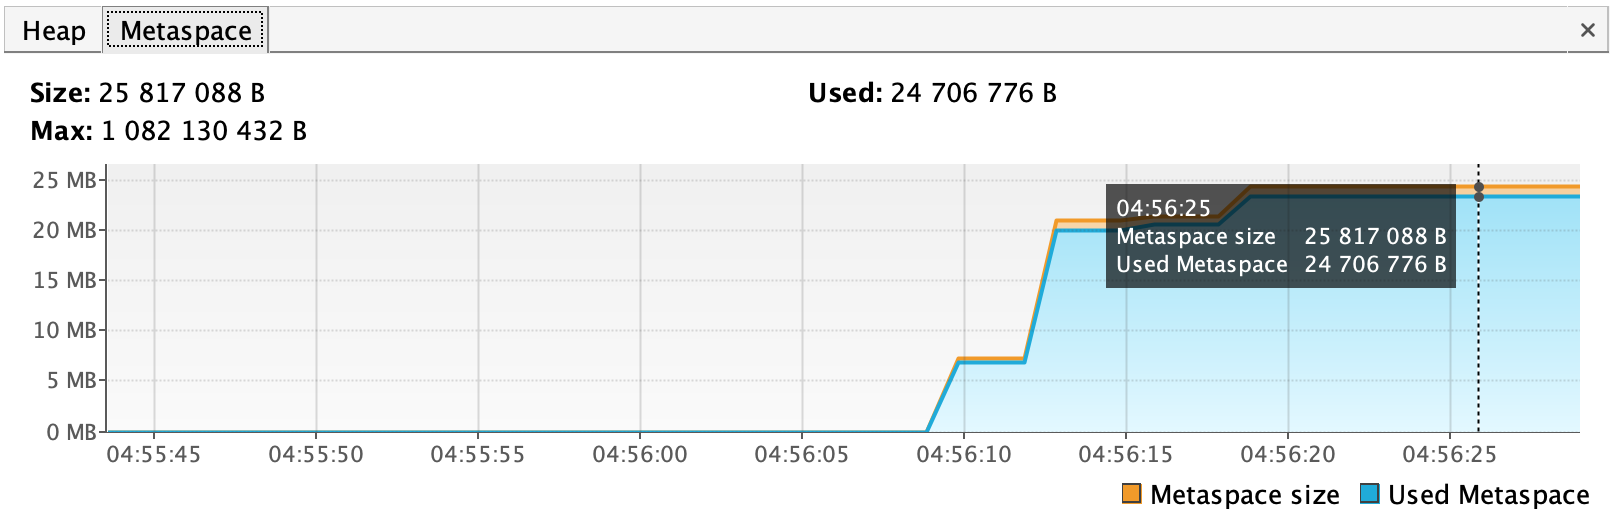 Heap Metaspace ×
Size: 25 817 088 B Used: 24 706 776 B
Max: 1 082 130 432 B
25 MB
20 MB
15 MB
10 MB
5 MB
0 MB
04:56:25
Metaspace size 25 817 088 B
Used Metaspace 24 706 776 B
04:55:45 04:55:50 04:55:55 04:56:00 04:56:05 04:56:10 04:56:15 04:56:20 04:56:25
Metaspace size Used Metaspace